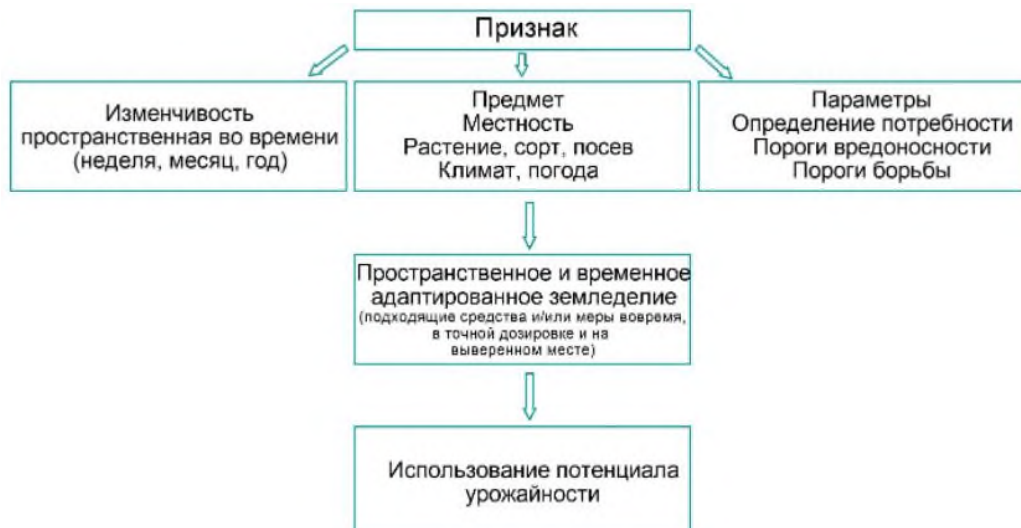 Признак
Изменчивость
пространственная во времени
(неделя, месяц, год)
Предмет
Местность
Растение, сорт, посев
Климат, погода
Параметры
Определение потребности
Пороги вредоносности
Пороги борьбы
Пространственное и временное
адаптированное земледелие
(подходящие средства и/или меры вовремя,
в точной дозировке и на
выверенном месте)
Использование потенциала
урожайности